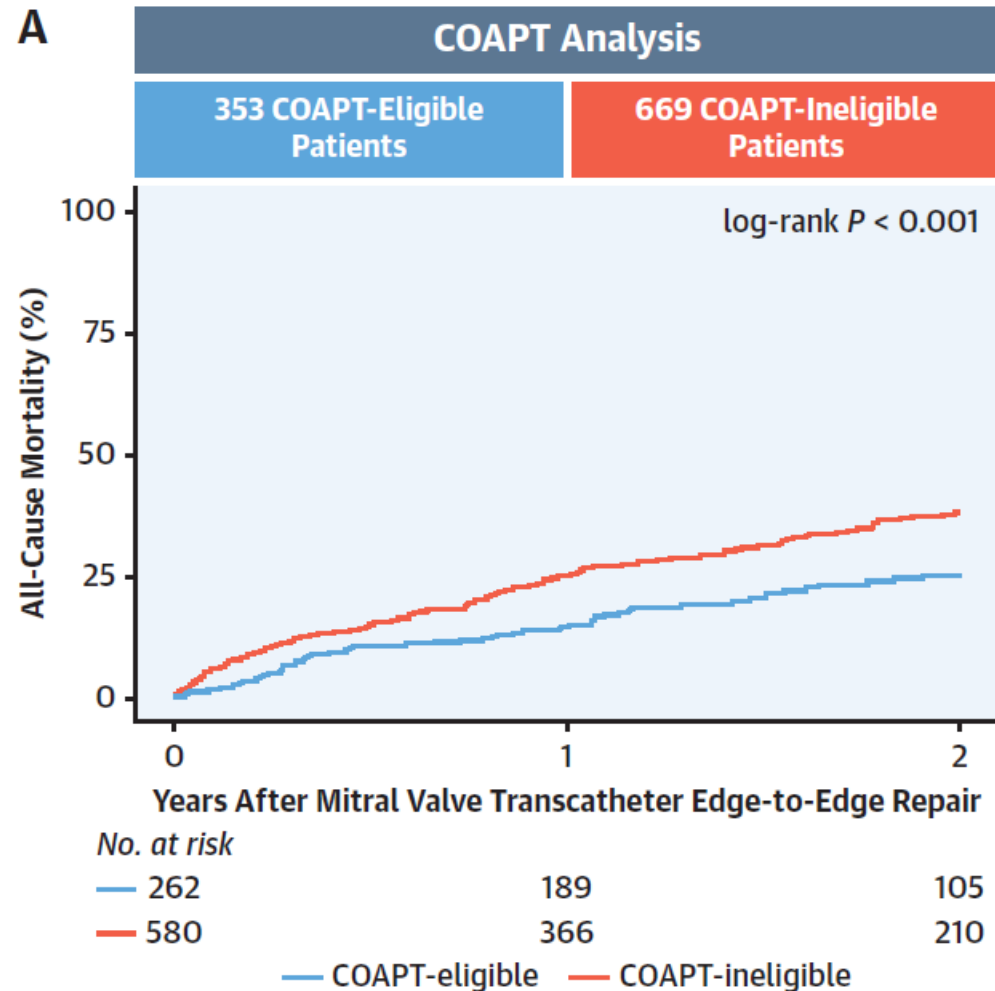 A
COAPT Analysis
353 COAPT-Eligible
Patients
669 COAPT-Ineligible
Patients
log-rank P < 0.001
All-Cause Mortality (%)
100
75
50
25
0
0 1 2
Years After Mitral Valve Transcatheter Edge-to-Edge Repair
No. at risk
262 189 105
580 366 210
COAPT-eligible COAPT-ineligible